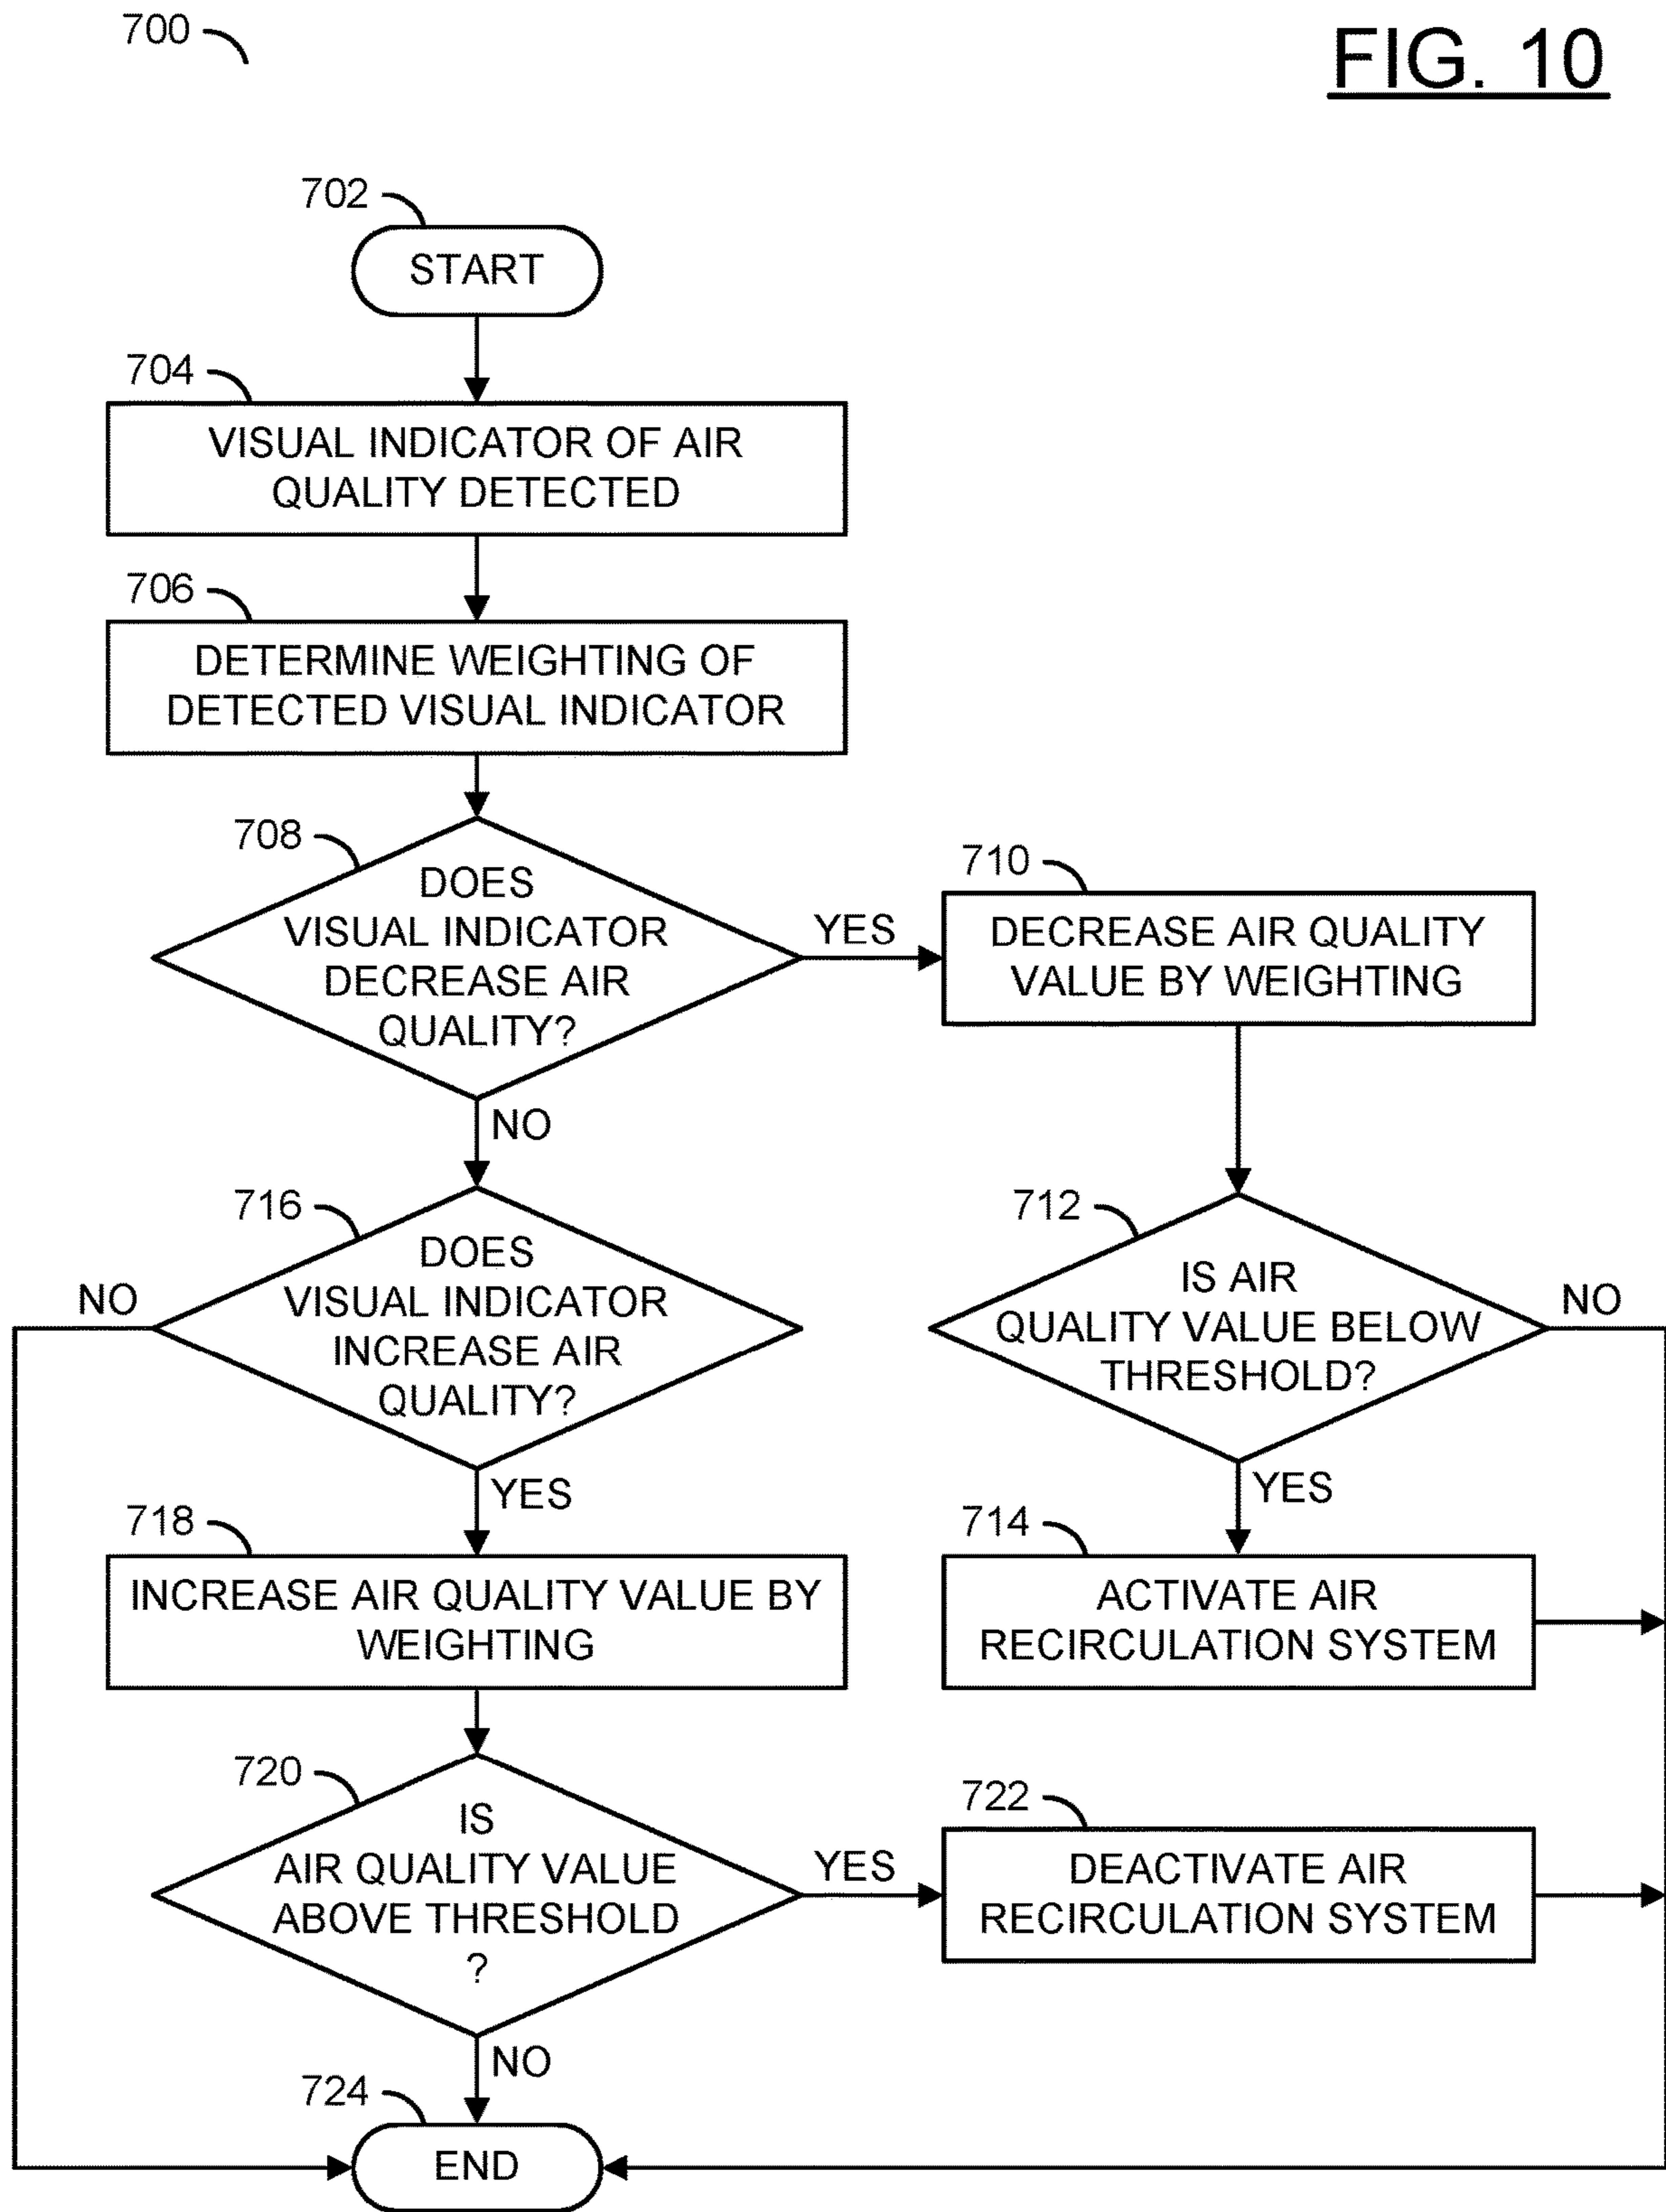 700
FIG. 10
702
START
704
VISUAL INDICATOR OF AIR
QUALITY DETECTED
706
DETERMINE WEIGHTING OF
DETECTED VISUAL INDICATOR
708
DOES
VISUAL INDICATOR
DECREASE AIR
QUALITY?
YES
NO
710
DECREASE AIR QUALITY
VALUE BY WEIGHTING
712
IS AIR
QUALITY VALUE BELOW
THRESHOLD?
NO
YES
714
ACTIVATE AIR
RECIRCULATION SYSTEM
716
DOES
VISUAL INDICATOR
INCREASE AIR
QUALITY?
NO
YES
718
INCREASE AIR QUALITY VALUE BY
WEIGHTING
720
IS
AIR QUALITY VALUE
ABOVE THRESHOLD
?
YES
NO
722
DEACTIVATE AIR
RECIRCULATION SYSTEM
724
END